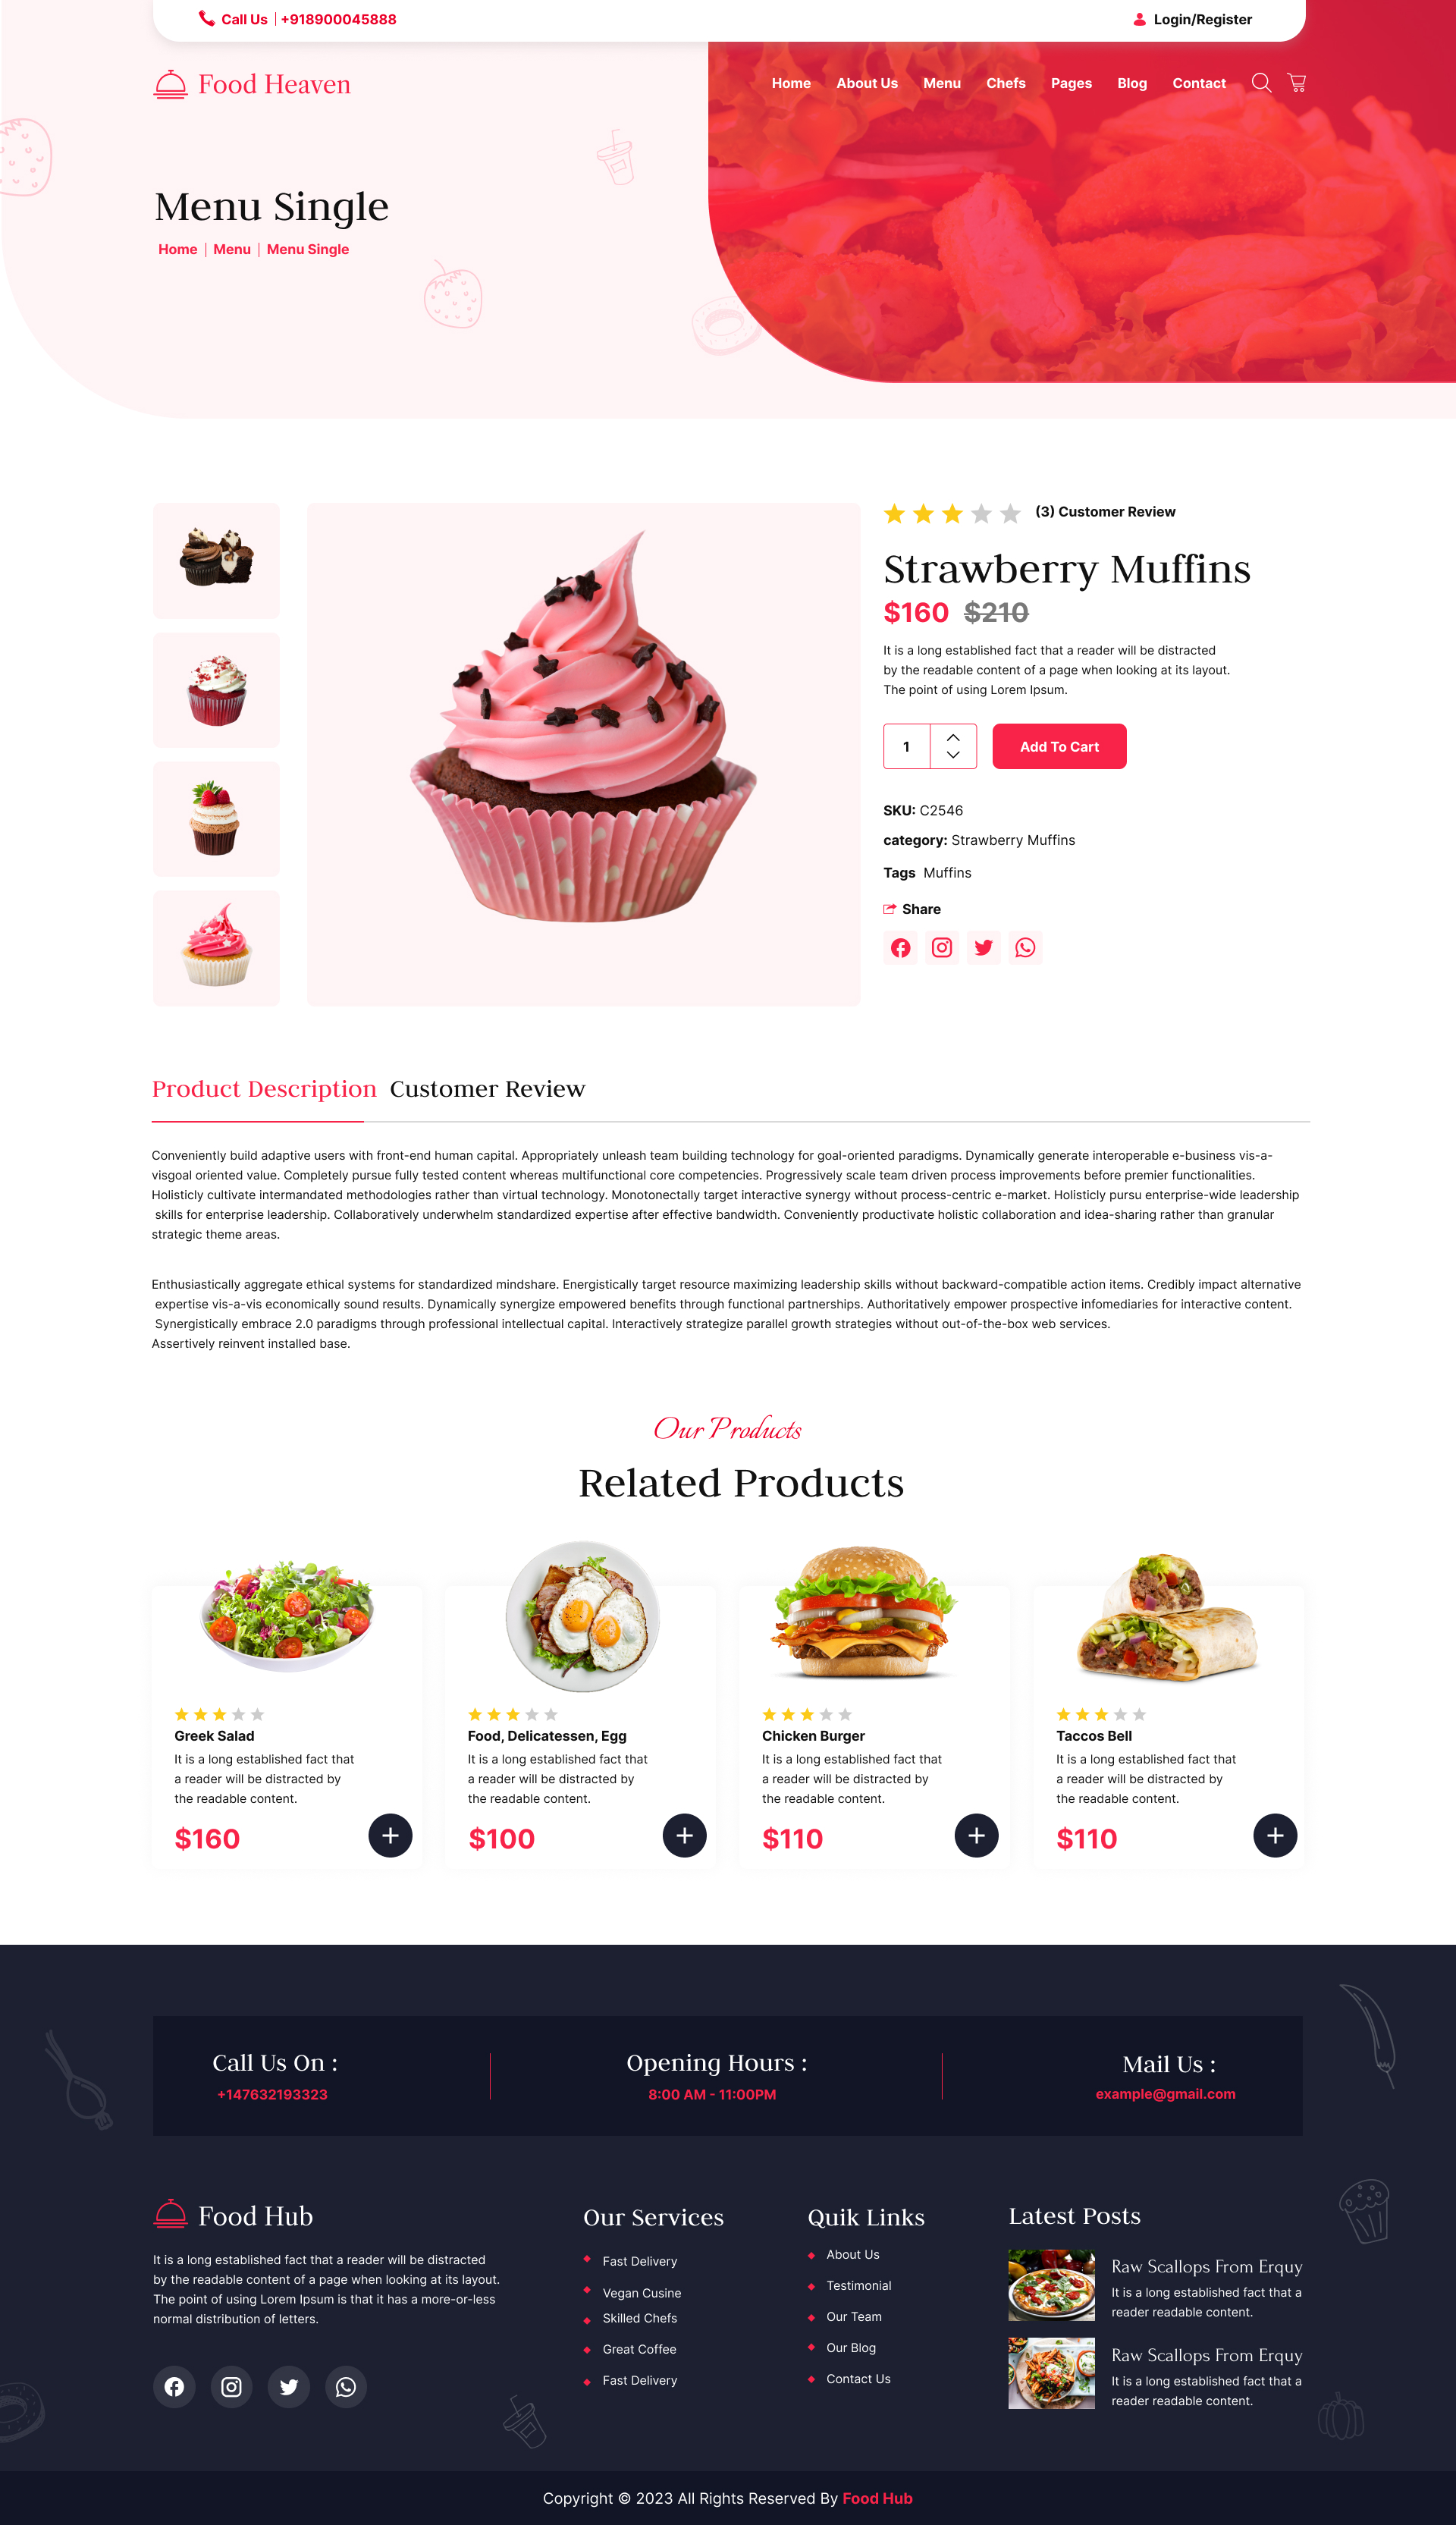 Call Us | +918900045888
Login/Register
Food Heaven
Home About Us Menu Chefs Pages Blog Contact
Menu Single
Home | Menu | Menu Single
(3) Customer Review
Strawberry Muffins
$160 $210
It is a long established fact that a reader will be distracted
by the readable content of a page when looking at its layout.
The point of using Lorem Ipsum.
1
Add To Cart
SKU: C2546
category: Strawberry Muffins
Tags Muffins
Share
Product Description Customer Review
Conveniently build adaptive users with front-end human capital. Appropriately unleash team building technology for goal-oriented paradigms. Dynamically generate interoperable e-business vis-a-
visgoal oriented value. Completely pursue fully tested content whereas multifunctional core competencies. Progressively scale team driven process improvements before premier functionalities.
Holisticly cultivate intermandated methodologies rather than virtual technology. Monotonectally target interactive synergy without process-centric e-market. Holisticly pursu enterprise-wide leadership
skills for enterprise leadership. Collaboratively underwhelm standardized expertise after effective bandwidth. Conveniently productivate holistic collaboration and idea-sharing rather than granular
strategic theme areas.
Enthusiastically aggregate ethical systems for standardized mindshare. Energistically target resource maximizing leadership skills without backward-compatible action items. Credibly impact alternative
expertise vis-a-vis economically sound results. Dynamically synergize empowered benefits through functional partnerships. Authoritatively empower prospective infomediaries for interactive content.
Synergistically embrace 2.0 paradigms through professional intellectual capital. Interactively strategize parallel growth strategies without out-of-the-box web services.
Assertively reinvent installed base.
Our Products
Related Products
Greek Salad
It is a long established fact that
a reader will be distracted by
the readable content.
$160
Food, Delicatessen, Egg
It is a long established fact that
a reader will be distracted by
the readable content.
$100
Chicken Burger
It is a long established fact that
a reader will be distracted by
the readable content.
$110
Taccos Bell
It is a long established fact that
a reader will be distracted by
the readable content.
$110
Call Us On :
+147632193323
Opening Hours :
8:00 AM - 11:00PM
Mail Us :
example@gmail.com
Food Hub
It is a long established fact that a reader will be distracted
by the readable content of a page when looking at its layout.
The point of using Lorem Ipsum is that it has a more-or-less
normal distribution of letters.
Our Services
Fast Delivery
Vegan Cusine
Skilled Chefs
Great Coffee
Fast Delivery
Quik Links
About Us
Testimonial
Our Team
Our Blog
Contact Us
Latest Posts
Raw Scallops From Erquy
It is a long established fact that a
reader readable content.
Raw Scallops From Erquy
It is a long established fact that a
reader readable content.
Copyright © 2023 All Rights Reserved By Food Hub